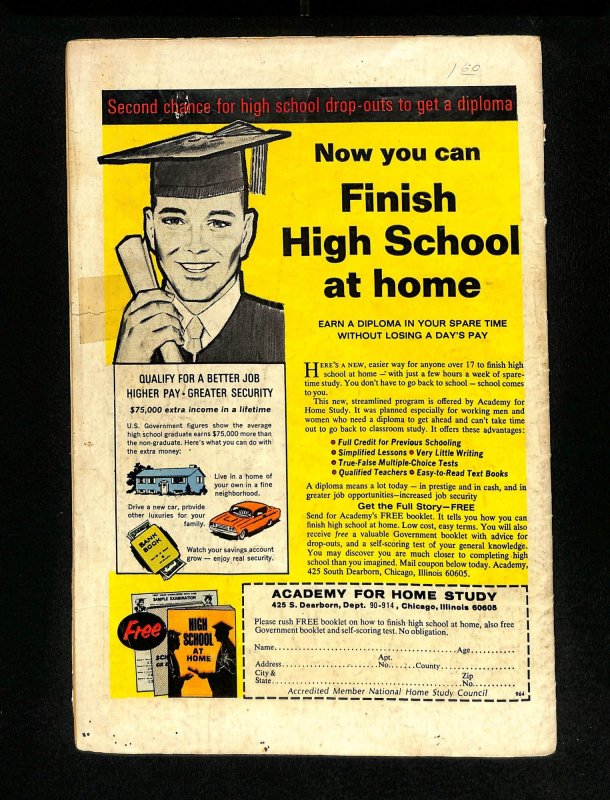 1 50
Second chance for high school drop-outs to get a diploma
Now you can
Finish
High School
at home
EARN A DIPLOMA IN YOUR SPARE TIME
WITHOUT LOSING A DAY'S PAY
HERE'S A NEW, easier way for anyone over 17 to finish high
school at home — with just a few hours a week of spare-
time study. You don't have to go back to school — school comes
to you.
This new, streamlined program is offered by Academy for
Home Study. It was planned especially for working men and
women who need a diploma to get ahead and can't take time
out to go back to classroom study. It offers these advantages:
• Full Credit for Previous Schooling
• Simplified Lessons • Very Little Writing
• True-False Multiple-Choice Tests
• Qualified Teachers • Easy-to-Read Text Books
A diploma means a lot today — in prestige and in cash, and in
greater job opportunities—increased job security
Get the Full Story—FREE
Send for Academy's FREE booklet. It tells you how you can
finish high school at home. Low cost, easy terms. You will also
receive free a valuable Government booklet with advice for
drop-outs, and a self-scoring test of your general knowledge.
You may discover you are much closer to completing high
school than you imagined. Mail coupon below today. Academy,
425 South Dearborn, Chicago, Illinois 60605.
QUALIFY FOR A BETTER JOB
HIGHER PAY • GREATER SECURITY
$75,000 extra income in a lifetime
U.S. Government figures show the average
high school graduate earns $75,000 more than
the non-graduate. Here's what you can do with
the extra money:
Live in a home of
your own in a fine
neighborhood.
Drive a new car, provide
other luxuries for your
family.
BANK
BOOK
Watch your savings account
grow — enjoy real security.
Free
SAMPLE EXAMINATION
HIGH
SCHOOL
AT
HOME
ACADEMY FOR HOME STUDY
425 S. Dearborn, Dept. 90-914, Chicago, Illinois 60605
Please rush FREE booklet on how to finish high school at home, also free
Government booklet and self-scoring test. No obligation.
Name.......... Age..........
Address.......... Apt. No.......... County..........
City & State.......... Zip No..........
Accredited Member National Home Study Council
964